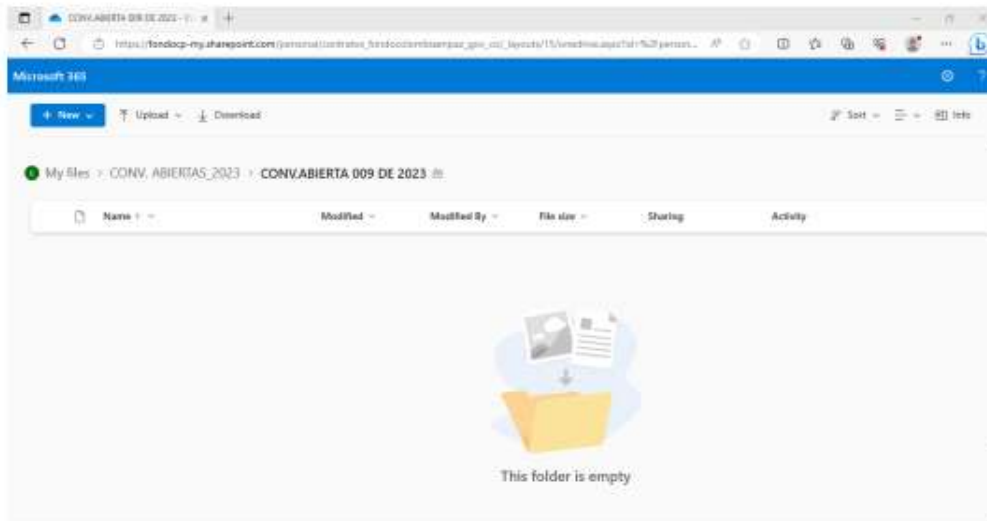 CONV.ABIERTA 009 DE 2023
Microsoft 365
+ New
Upload
Download
Sort
Info
My files > CONV. ABIERTAS_2023 > CONV.ABIERTA 009 DE 2023
Name
Modified
Modified By
File size
Sharing
Activity
This folder is empty